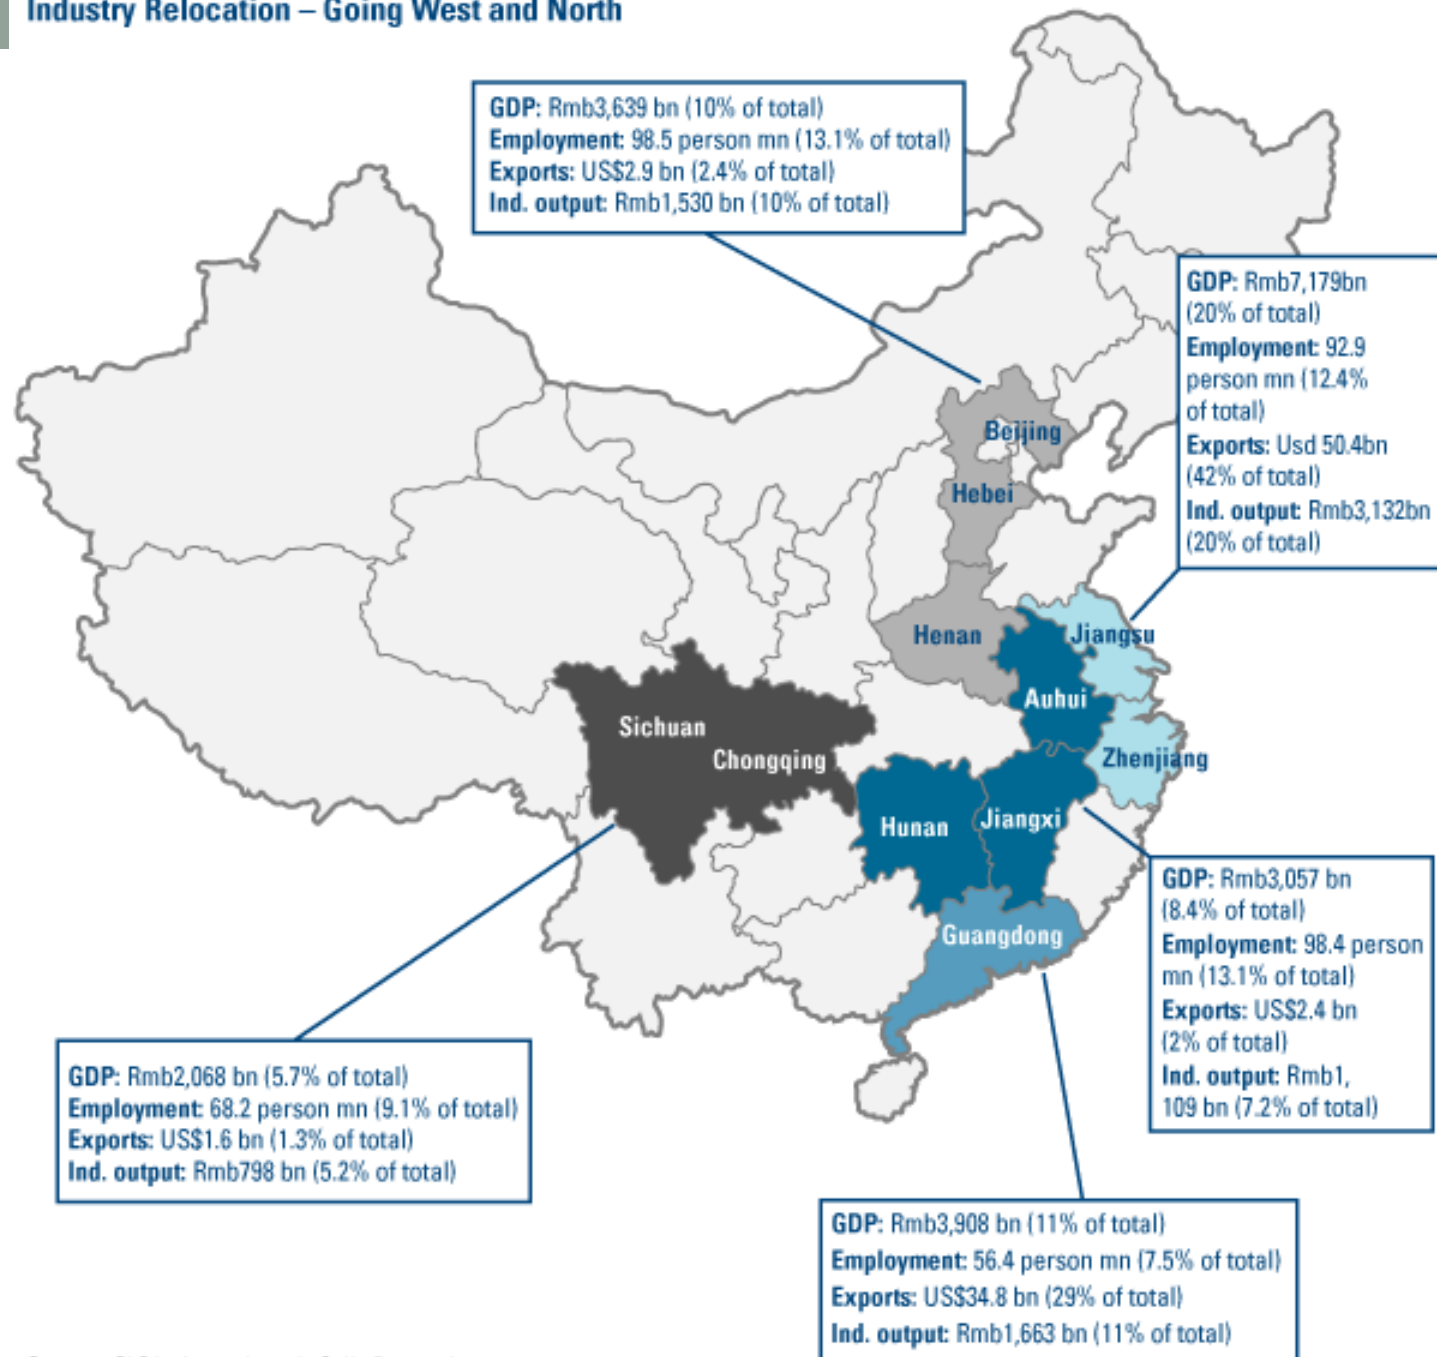 Industry Relocation – Going West and North
GDP: Rmb3,639 bn (10% of total)
Employment: 98.5 person mn (13.1% of total)
Exports: US$2.9 bn (2.4% of total)
Ind. output: Rmb1,530 bn (10% of total)
GDP: Rmb7,179bn
(20% of total)
Employment: 92.9
person mn (12.4%
of total)
Exports: Usd 50.4bn
(42% of total)
Ind. output: Rmb3,132bn
(20% of total)
Beijing
Hebei
Henan
Jiangsu
Auhui
Sichuan
Chongqing
Zhenjiang
Hunan
Jiangxi
Guangdong
GDP: Rmb3,057 bn
(8.4% of total)
Employment: 98.4 person
mn (13.1% of total)
Exports: US$2.4 bn
(2% of total)
Ind. output: Rmb1,
109 bn (7.2% of total)
GDP: Rmb2,068 bn (5.7% of total)
Employment: 68.2 person mn (9.1% of total)
Exports: US$1.6 bn (1.3% of total)
Ind. output: Rmb798 bn (5.2% of total)
GDP: Rmb3,908 bn (11% of total)
Employment: 56.4 person mn (7.5% of total)
Exports: US$34.8 bn (29% of total)
Ind. output: Rmb1,663 bn (11% of total)